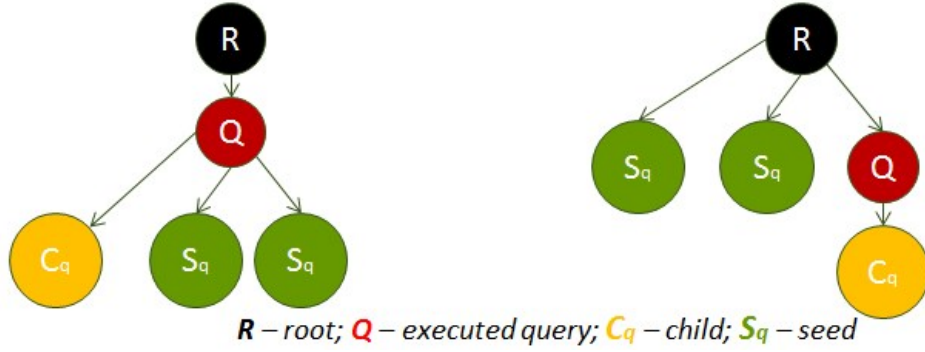 R
R
Q
Sq
Sq
Q
Cq
Sq
Sq
Cq
R – root; Q – executed query; Cq – child; Sq – seed